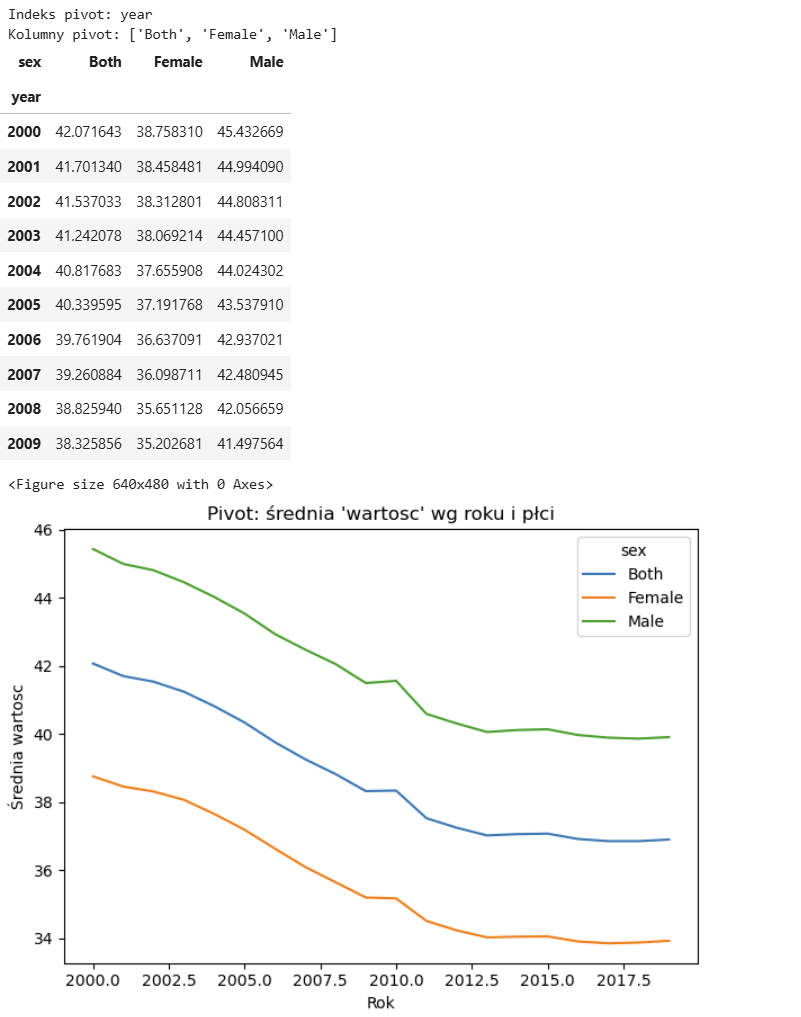 Indeks pivot: year
Kolumny pivot: ['Both', 'Female', 'Male']
sex Both Female Male
year
2000 42.071643 38.758310 45.432669
2001 41.701340 38.458481 44.994090
2002 41.537033 38.312801 44.808311
2003 41.242078 38.069214 44.457100
2004 40.817683 37.655908 44.024302
2005 40.339595 37.191768 43.537910
2006 39.761904 36.637091 42.937021
2007 39.260884 36.098711 42.480945
2008 38.825940 35.651128 42.056659
2009 38.325856 35.202681 41.497564
<Figure size 640x480 with 0 Axes>
Pivot: średnia 'wartosc' wg roku i płci
46
44
42
40
38
36
34
Średnia wartosc
sex
Both
Female
Male
2000.0 2002.5 2005.0 2007.5 2010.0 2012.5 2015.0 2017.5
Rok